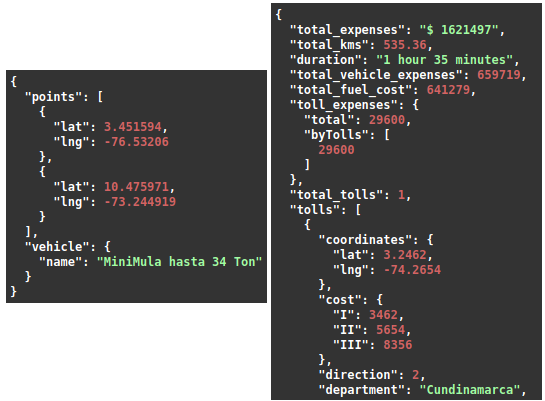 {
"points": [
{
"lat": 3.451594,
"lng": -76.53206
},
{
"lat": 10.475971,
"lng": -73.244919
}
],
"vehicle": {
"name": "MiniMula hasta 34 Ton"
}
}
{
"total_expenses": "$ 1621497",
"total_kms": 535.36,
"duration": "1 hour 35 minutes",
"total_vehicle_expenses": 659719,
"total_fuel_cost": 641279,
"toll_expenses": {
"total": 29600,
"byTolls": [
29600
]
},
"total_tolls": 1,
"tolls": [
{
"coordinates": {
"lat": 3.2462,
"lng": -74.2654
},
"cost": {
"I": 3462,
"II": 5654,
"III": 8356
},
"direction": 2,
"department": "Cundinamarca",